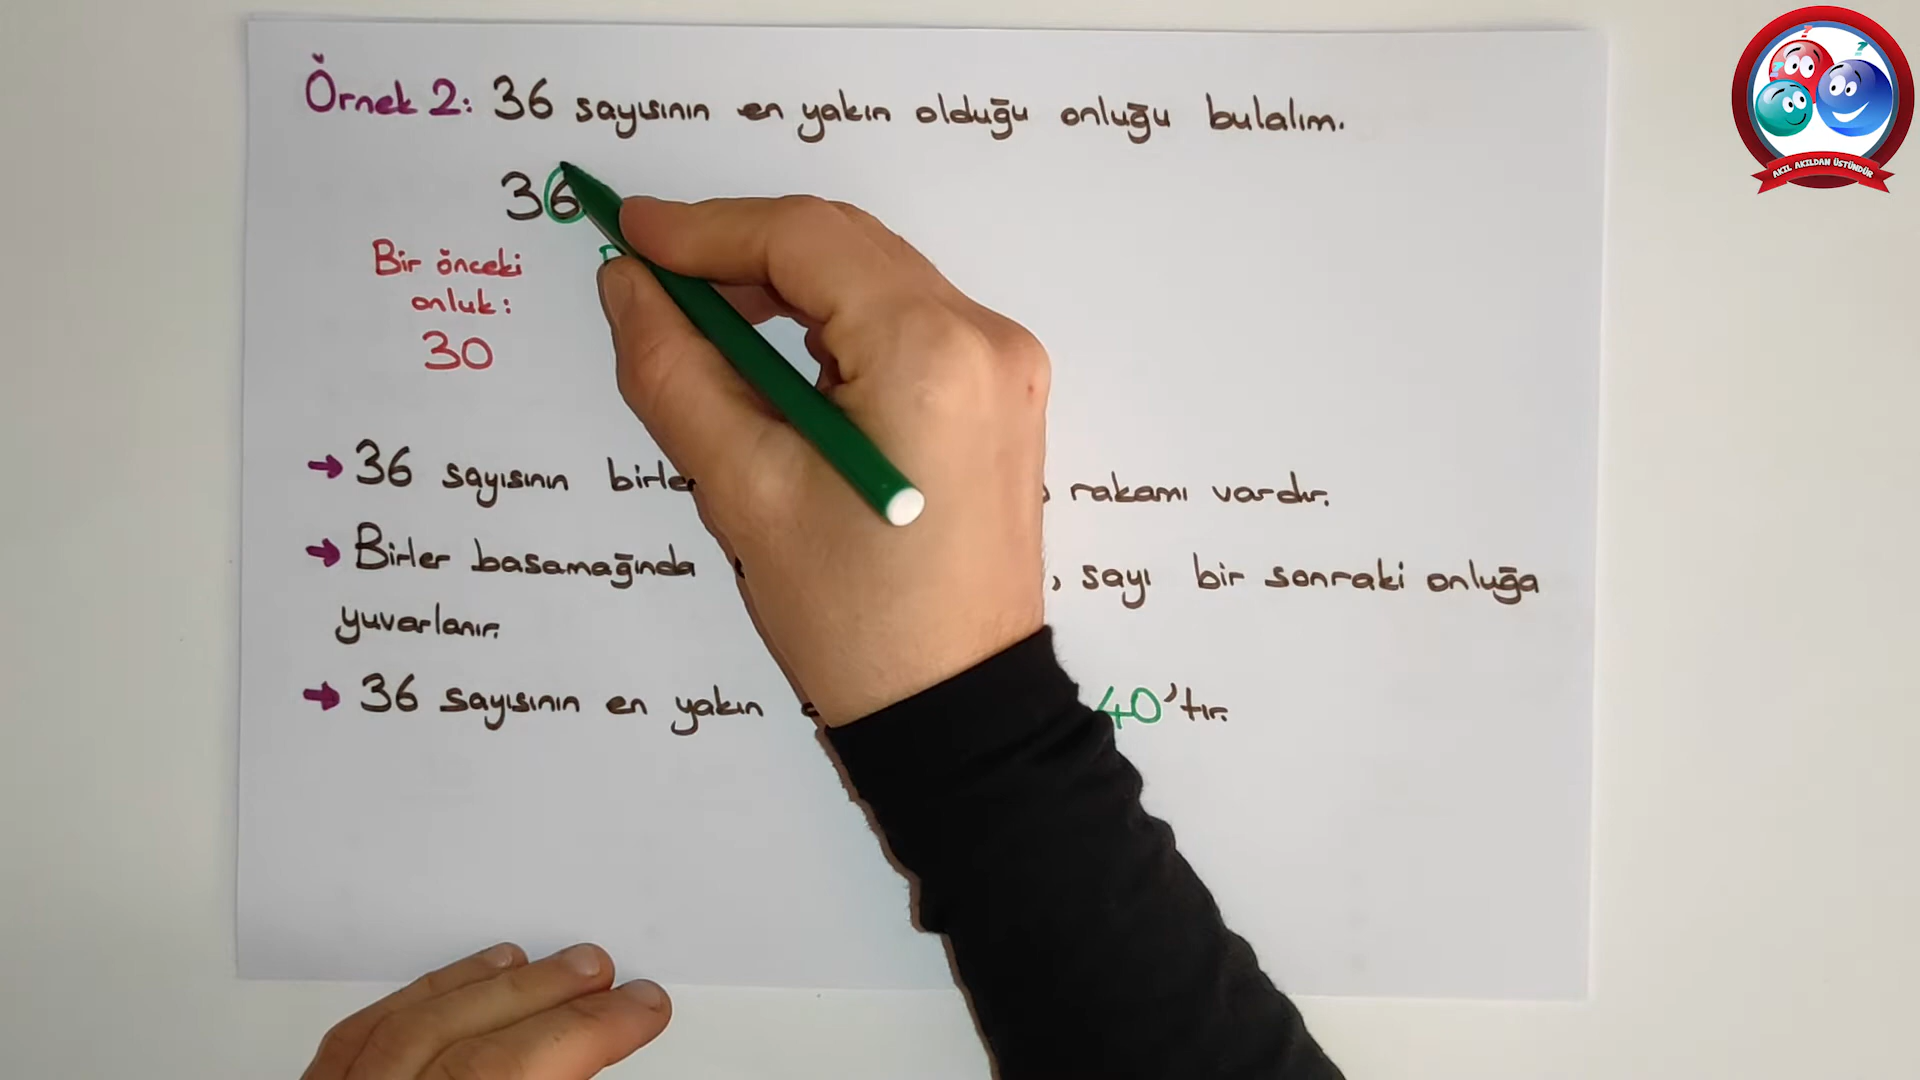 Örnek 2: 36 sayısının en yakın olduğu onluğu bulalım.
36
Bir önceki
onluk:
30
→ 36 sayısının rakamı vardır.
→ Birler basamağında , sayı bir sonraki onluğa
yuvarlanır.
→ 36 sayısının en yakın 40'tır.
AKIL AKILDAN ÜSTÜNDÜR